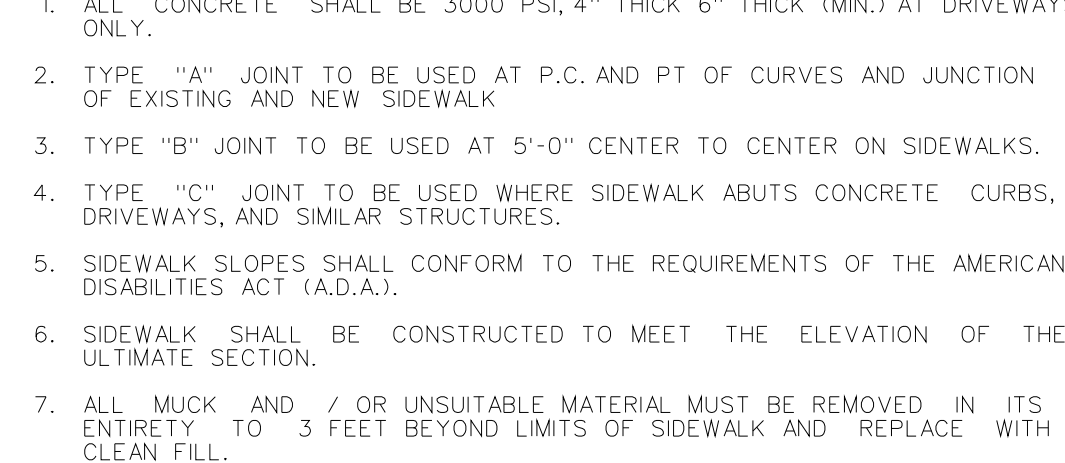 1. ALL CONCRETE SHALL BE 3000 PSI, 4" THICK 6" THICK (MIN.) AT DRIVEWAYS
ONLY.
2. TYPE "A" JOINT TO BE USED AT P.C. AND PT OF CURVES AND JUNCTION
OF EXISTING AND NEW SIDEWALK
3. TYPE "B" JOINT TO BE USED AT 5'-0" CENTER TO CENTER ON SIDEWALKS.
4. TYPE "C" JOINT TO BE USED WHERE SIDEWALK ABUTS CONCRETE CURBS,
DRIVEWAYS, AND SIMILAR STRUCTURES.
5. SIDEWALK SLOPES SHALL CONFORM TO THE REQUIREMENTS OF THE AMERICAN
DISABILITIES ACT (A.D.A.).
6. SIDEWALK SHALL BE CONSTRUCTED TO MEET THE ELEVATION OF THE
ULTIMATE SECTION.
7. ALL MUCK AND / OR UNSUITABLE MATERIAL MUST BE REMOVED IN ITS
ENTIRETY TO 3 FEET BEYOND LIMITS OF SIDEWALK AND REPLACE WITH
CLEAN FILL.